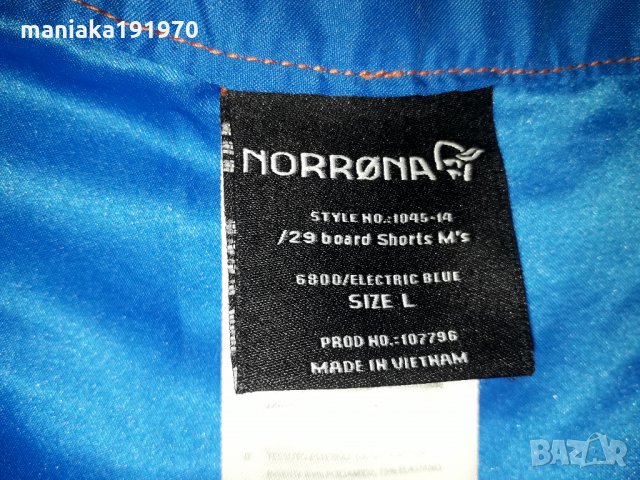 maniaka191970
NORRØNA
STYLE NO.:1045-14
/29 board Shorts M's
6800/ELECTRIC BLUE
SIZE L
PROD NO.:107796
MADE IN VIETNAM
BAZAR